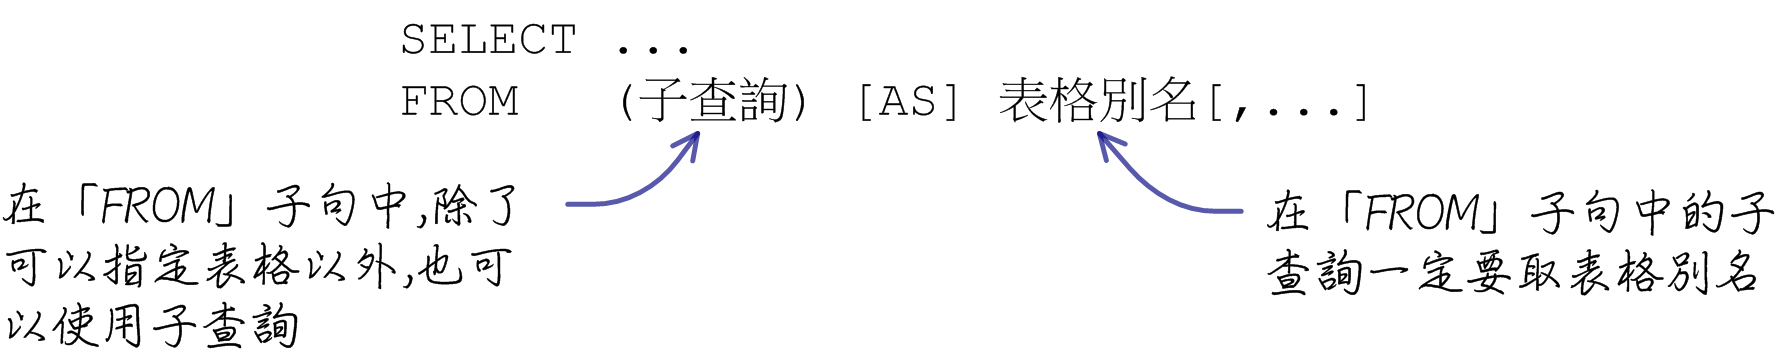 SELECT ...
FROM (子查詢) [AS] 表格別名[,...]
在「FROM」子句中,除了
可以指定表格以外,也可
以使用子查詢
在「FROM」子句中的子
查詢一定要取表格別名